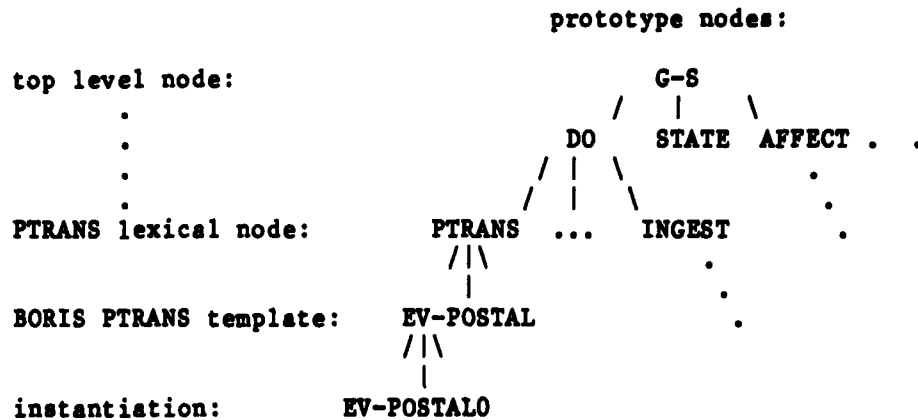 prototype nodes:
top level node: G-S
DO STATE AFFECT . .
PTRANS lexical node: PTRANS ... INGEST
BORIS PTRANS template: EV-POSTAL
instantiation: EV-POSTAL0